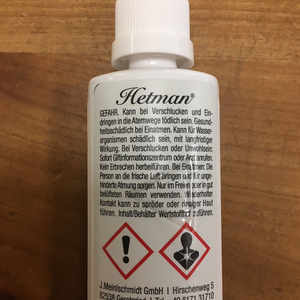 Hetman®
GEFAHR. Kann bei Verschlucken und Ein-
dringen in die Atemwege tödlich sein. Gesund-
heitsschädlich bei Einatmen. Kann für Wasser-
organismen schädlich sein, mit langfristiger
Wirkung. Bei Verschlucken oder Unwohlsein:
Sofort Giftinformationszentrum oder Arzt anrufen.
Kein Erbrechen herbeiführen. Bei Einatmen: Die
Person an die frische Luft bringen und für unge-
hinderte Atmung sorgen. Nur im Freien oder in gut
belüfteten Räumen verwenden. Wiederholter
Kontakt kann zu spröder oder rissiger Haut
führen. Inhalt/Behälter Wertstoffhof zuführen.
J. Meinlschmidt GmbH I Hirschenweg 5